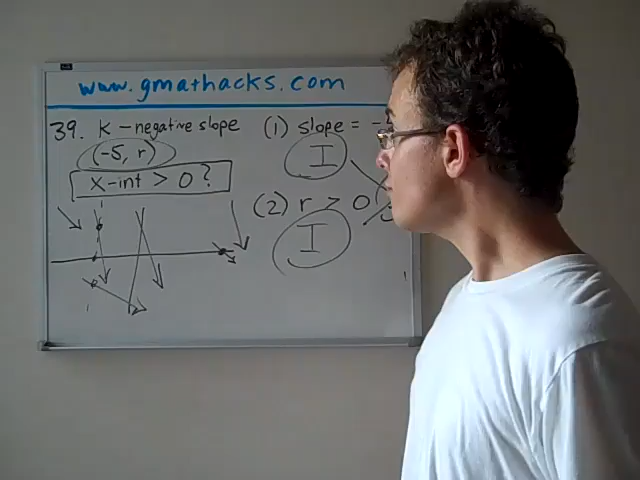 www.gmathacks.com
39. K - negative slope
(-5, r)
x-int > 0?
(1) slope = -
I
(2) r > 0
I